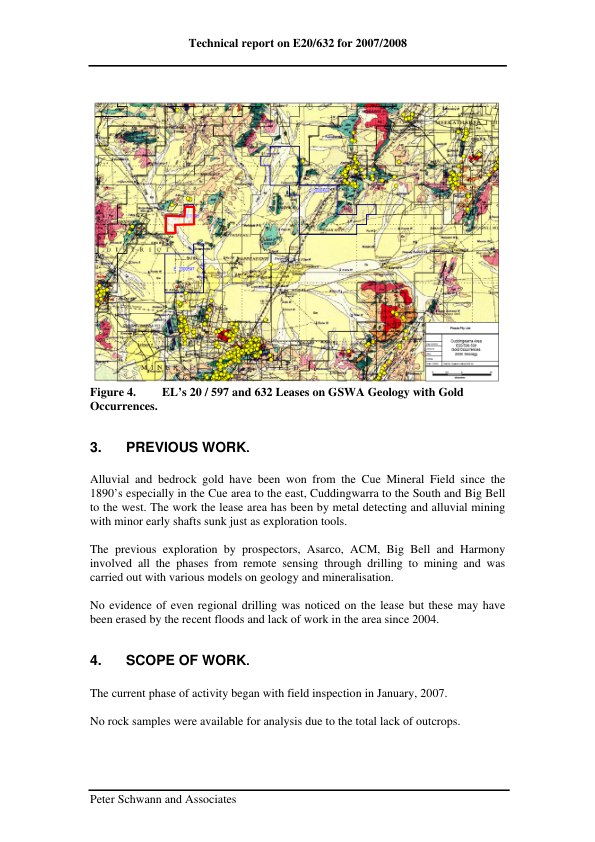 Technical report on E20/632 for 2007/2008
Cuddingwarra Area
Gold Occurrences
Figure 4. EL's 20 / 597 and 632 Leases on GSWA Geology with Gold
Occurrences.
3. PREVIOUS WORK.
Alluvial and bedrock gold have been won from the Cue Mineral Field since the
1890's especially in the Cue area to the east, Cuddingwarra to the South and Big Bell
to the west. The work the lease area has been by metal detecting and alluvial mining
with minor early shafts sunk just as exploration tools.
The previous exploration by prospectors, Asarco, ACM, Big Bell and Harmony
involved all the phases from remote sensing through drilling to mining and was
carried out with various models on geology and mineralisation.
No evidence of even regional drilling was noticed on the lease but these may have
been erased by the recent floods and lack of work in the area since 2004.
4. SCOPE OF WORK.
The current phase of activity began with field inspection in January, 2007.
No rock samples were available for analysis due to the total lack of outcrops.
Peter Schwann and Associates